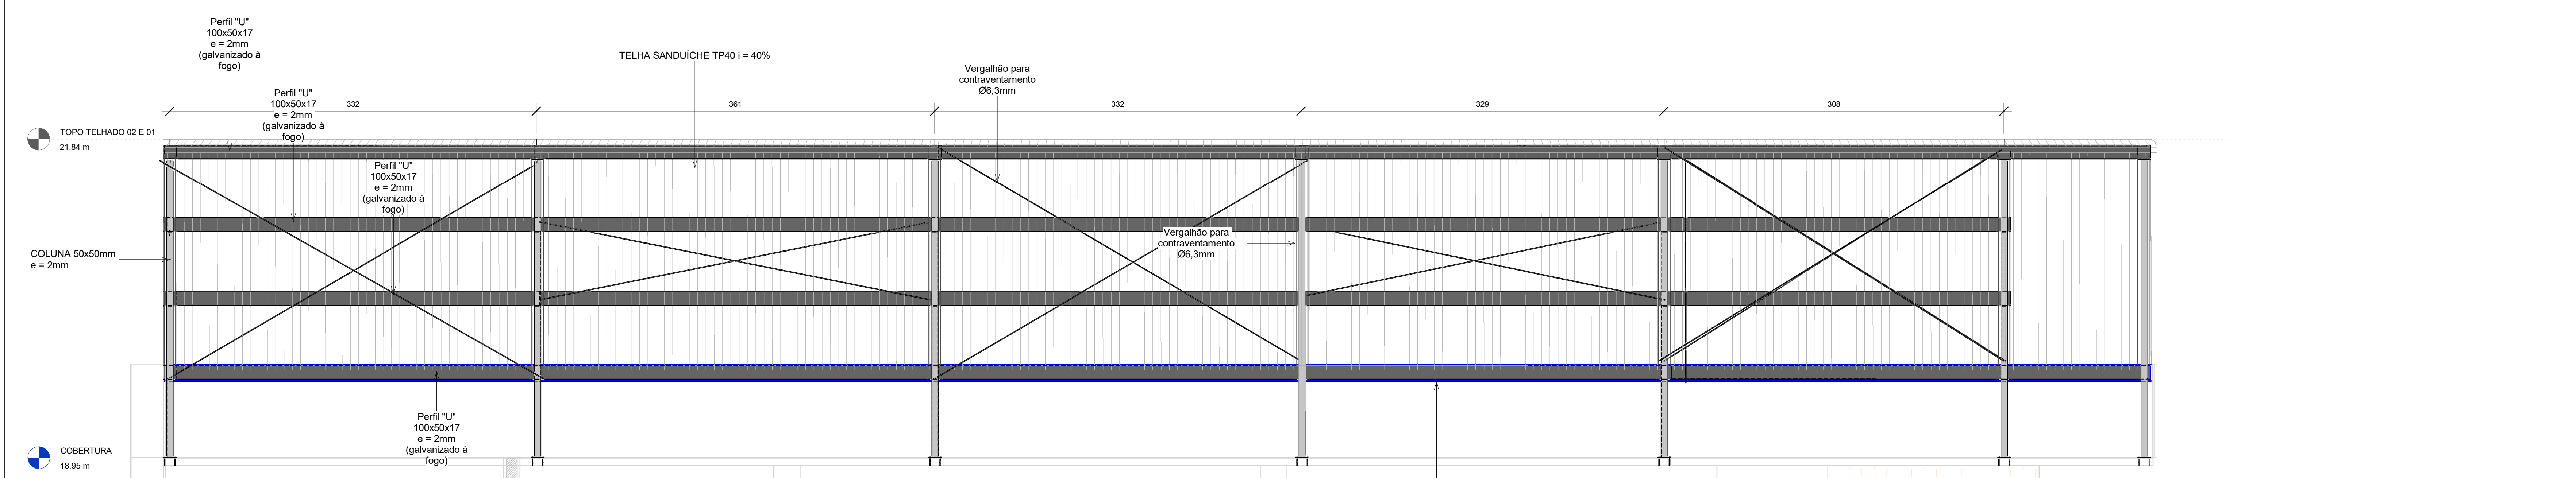 Perfil "U"
100x50x17
e = 2mm
(galvanizado à
fogo)
TELHA SANDUÍCHE TP40 i = 40%
Vergalhão para
contraventamento
Ø6,3mm
Perfil "U"
100x50x17
e = 2mm
(galvanizado à
fogo)
332
361
332
329
308
TOPO TELHADO 02 E 01
21.84 m
Perfil "U"
100x50x17
e = 2mm
(galvanizado à
fogo)
Vergalhão para
contraventamento
Ø6,3mm
COLUNA 50x50mm
e = 2mm
Perfil "U"
100x50x17
e = 2mm
(galvanizado à
fogo)
COBERTURA
18.95 m